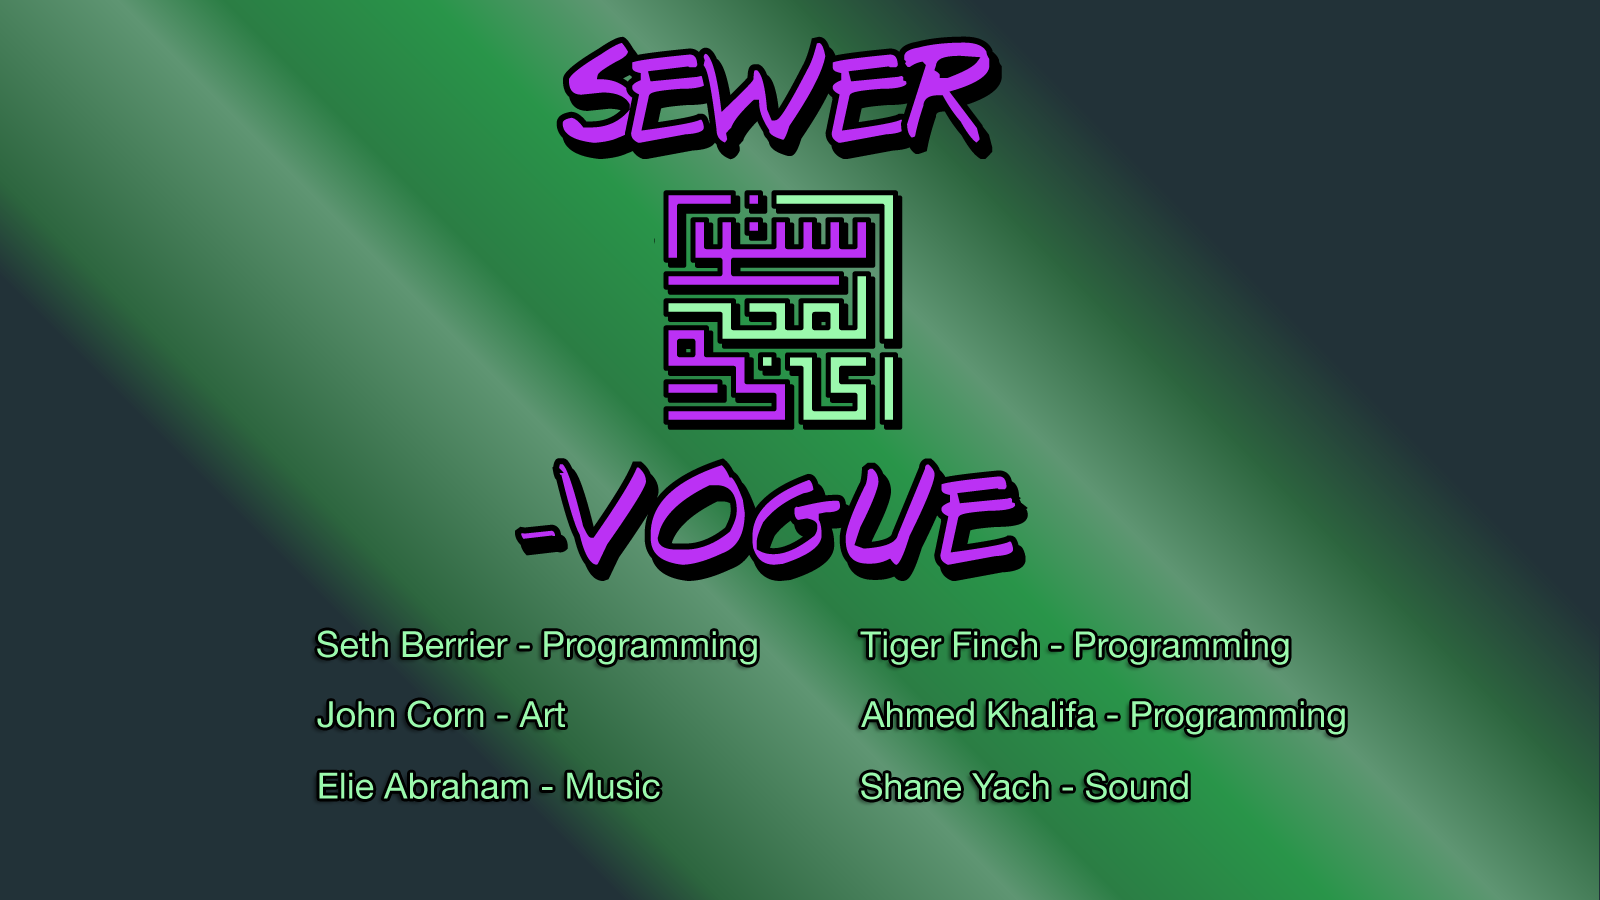 SEWER
-VOGUE
Seth Berrier - Programming
Tiger Finch - Programming
John Corn - Art
Ahmed Khalifa - Programming
Elie Abraham - Music
Shane Yach - Sound